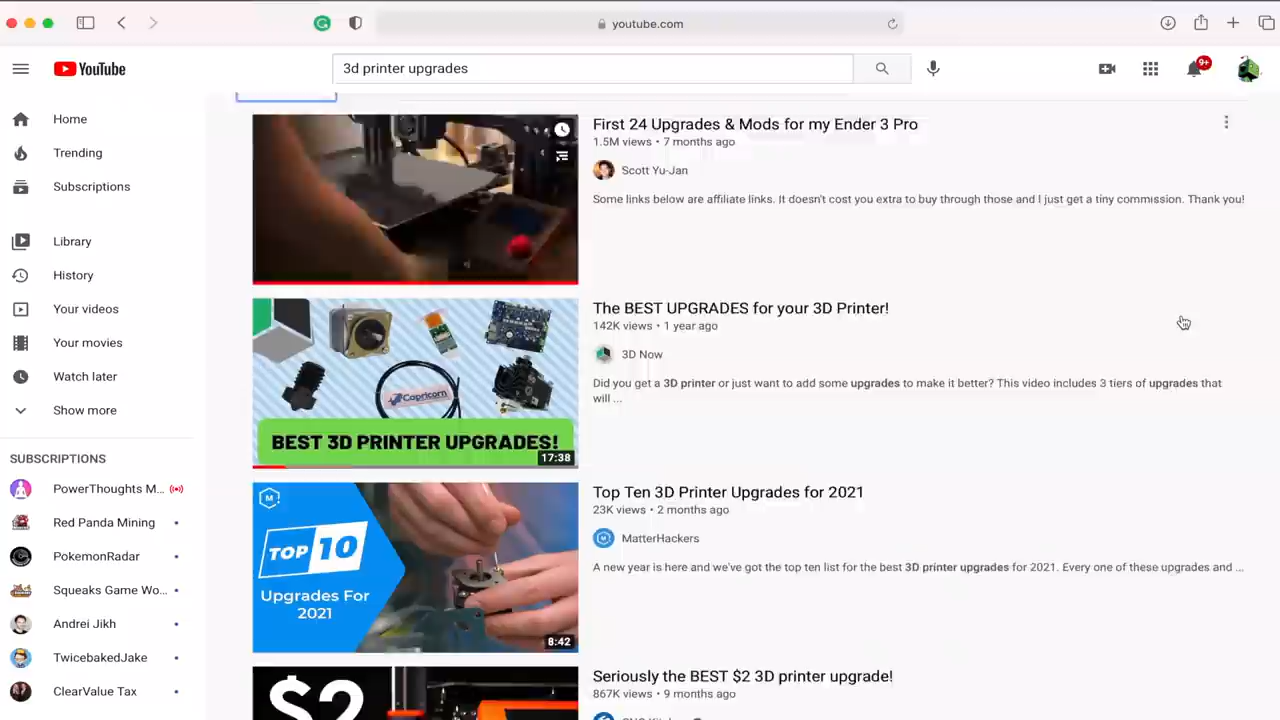 youtube.com
YouTube
3d printer upgrades
9+
Home
Trending
Subscriptions
Library
History
Your videos
Your movies
Watch later
Show more
SUBSCRIPTIONS
PowerThoughts M...
Red Panda Mining
PokemonRadar
Squeaks Game Wo...
Andrei Jikh
TwicebakedJake
ClearValue Tax
First 24 Upgrades & Mods for my Ender 3 Pro
1.5M views • 7 months ago
Scott Yu-Jan
Some links below are affiliate links. It doesn't cost you extra to buy through those and I just get a tiny commission. Thank you!
Capricorn
BEST 3D PRINTER UPGRADES!
17:38
The BEST UPGRADES for your 3D Printer!
142K views • 1 year ago
3D Now
Did you get a 3D printer or just want to add some upgrades to make it better? This video includes 3 tiers of upgrades that
will ...
TOP 10
Upgrades For
2021
8:42
Top Ten 3D Printer Upgrades for 2021
23K views • 2 months ago
MatterHackers
A new year is here and we've got the top ten list for the best 3D printer upgrades for 2021. Every one of these upgrades and ...
$2
Seriously the BEST $2 3D printer upgrade!
867K views • 9 months ago